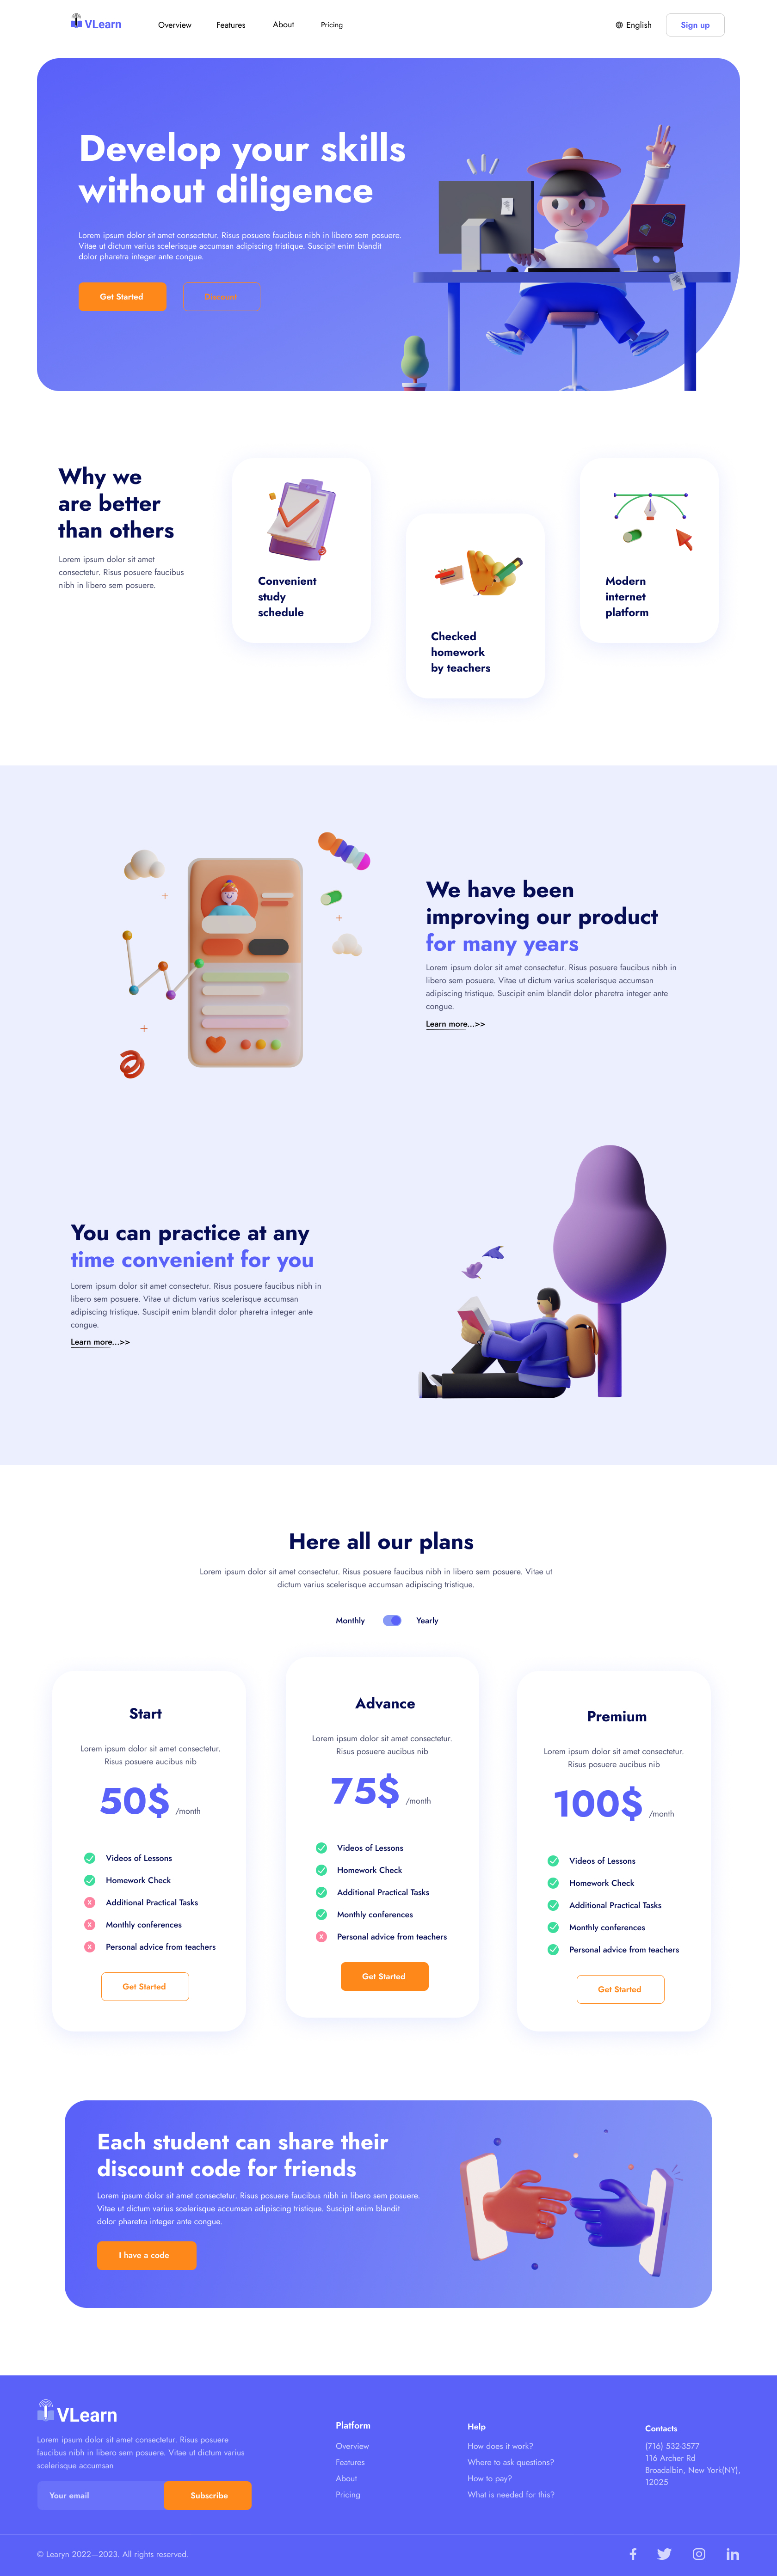 VLearn
Overview
Features
About
Pricing
English
Sign up
Develop your skills
without diligence
Lorem ipsum dolor sit amet consectetur. Risus posuere faucibus nibh in libero sem posuere.
Vitae ut dictum varius scelerisque accumsan adipiscing tristique. Suscipit enim blandit
dolor pharetra integer ante congue.
Get Started
Discount
Why we
are better
than others
Lorem ipsum dolor sit amet
consectetur. Risus posuere faucibus
nibh in libero sem posuere.
Convenient
study
schedule
Checked
homework
by teachers
Modern
internet
platform
We have been
improving our product
for many years
Lorem ipsum dolor sit amet consectetur. Risus posuere faucibus nibh in
libero sem posuere. Vitae ut dictum varius scelerisque accumsan
adipiscing tristique. Suscipit enim blandit dolor pharetra integer ante
congue.
Learn more...>>
You can practice at any
time convenient for you
Lorem ipsum dolor sit amet consectetur. Risus posuere faucibus nibh in
libero sem posuere. Vitae ut dictum varius scelerisque accumsan
adipiscing tristique. Suscipit enim blandit dolor pharetra integer ante
congue.
Learn more...>>
Here all our plans
Lorem ipsum dolor sit amet consectetur. Risus posuere faucibus nibh in libero sem posuere. Vitae ut
dictum varius scelerisque accumsan adipiscing tristique.
Monthly
Yearly
Start
Lorem ipsum dolor sit amet consectetur.
Risus posuere aucibus nib
50$ /month
Videos of Lessons
Homework Check
Additional Practical Tasks
Monthly conferences
Personal advice from teachers
Get Started
Advance
Lorem ipsum dolor sit amet consectetur.
Risus posuere aucibus nib
75$ /month
Videos of Lessons
Homework Check
Additional Practical Tasks
Monthly conferences
Personal advice from teachers
Get Started
Premium
Lorem ipsum dolor sit amet consectetur.
Risus posuere aucibus nib
100$ /month
Videos of Lessons
Homework Check
Additional Practical Tasks
Monthly conferences
Personal advice from teachers
Get Started
Each student can share their
discount code for friends
Lorem ipsum dolor sit amet consectetur. Risus posuere faucibus nibh in libero sem posuere.
Vitae ut dictum varius scelerisque accumsan adipiscing tristique. Suscipit enim blandit
dolor pharetra integer ante congue.
I have a code
VLearn
Lorem ipsum dolor sit amet consectetur. Risus posuere
faucibus nibh in libero sem posuere. Vitae ut dictum varius
scelerisque accumsan
Your email
Subscribe
Platform
Overview
Features
About
Pricing
Help
How does it work?
Where to ask questions?
How to pay?
What is needed for this?
Contacts
(716) 532-3577
116 Archer Rd
Broadalbin, New York(NY),
12025
© Learyn 2022—2023. All rights reserved.